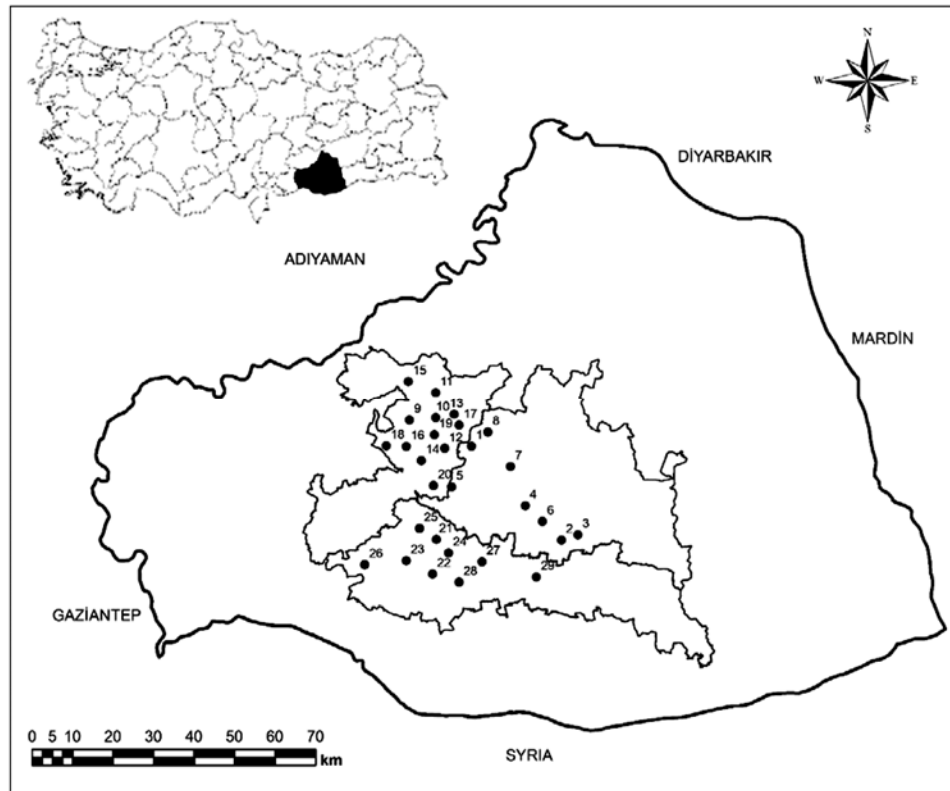 N
W E
S
DİYARBAKIR
ADIYAMAN
MARDİN
15
11
9 10 13
19 17 8
18 16 12 1
14
7
20 5
4
6
25 21
2 3
26 23 24 27
22 28 29
GAZİANTEP
0 5 10 20 30 40 50 60 70
km
SYRIA